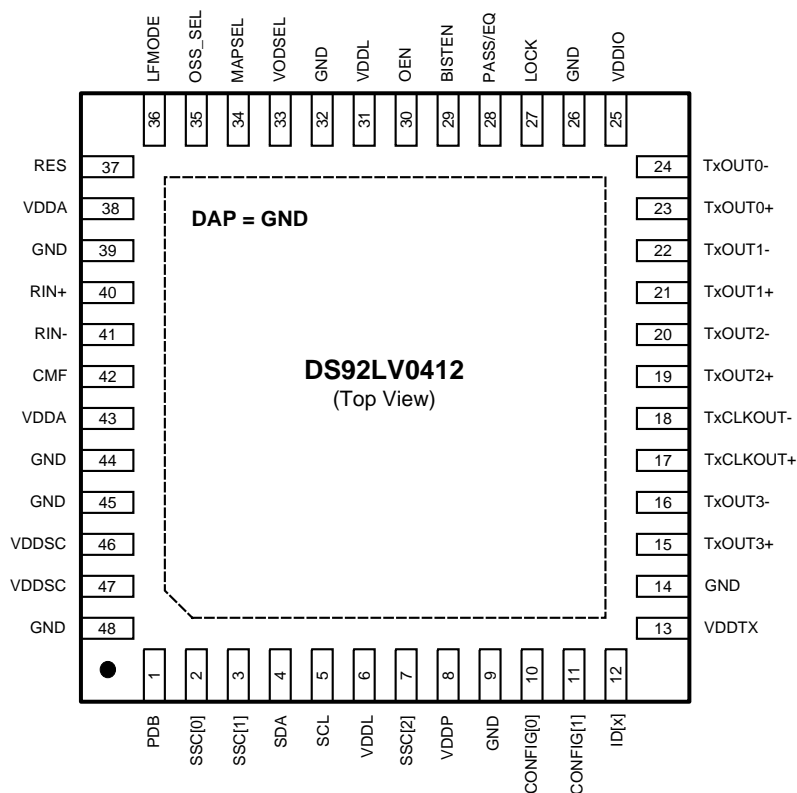 LFMODE
OSS_SEL
MAPSEL
VODSEL
GND
VDDL
OEN
BISTEN
PASS/EQ
LOCK
GND
VDDIO
36
35
34
33
32
31
30
29
28
27
26
25
RES 37
VDDA 38
GND 39
RIN+ 40
RIN- 41
CMF 42
VDDA 43
GND 44
GND 45
VDDSC 46
VDDSC 47
GND 48
DAP = GND
DS92LV0412
(Top View)
24 TxOUT0-
23 TxOUT0+
22 TxOUT1-
21 TxOUT1+
20 TxOUT2-
19 TxOUT2+
18 TxCLKOUT-
17 TxCLKOUT+
16 TxOUT3-
15 TxOUT3+
14 GND
13 VDDTX
1
2
3
4
5
6
7
8
9
10
11
12
PDB
SSC[0]
SSC[1]
SDA
SCL
VDDL
SSC[2]
VDDP
GND
CONFIG[0]
CONFIG[1]
ID[x]